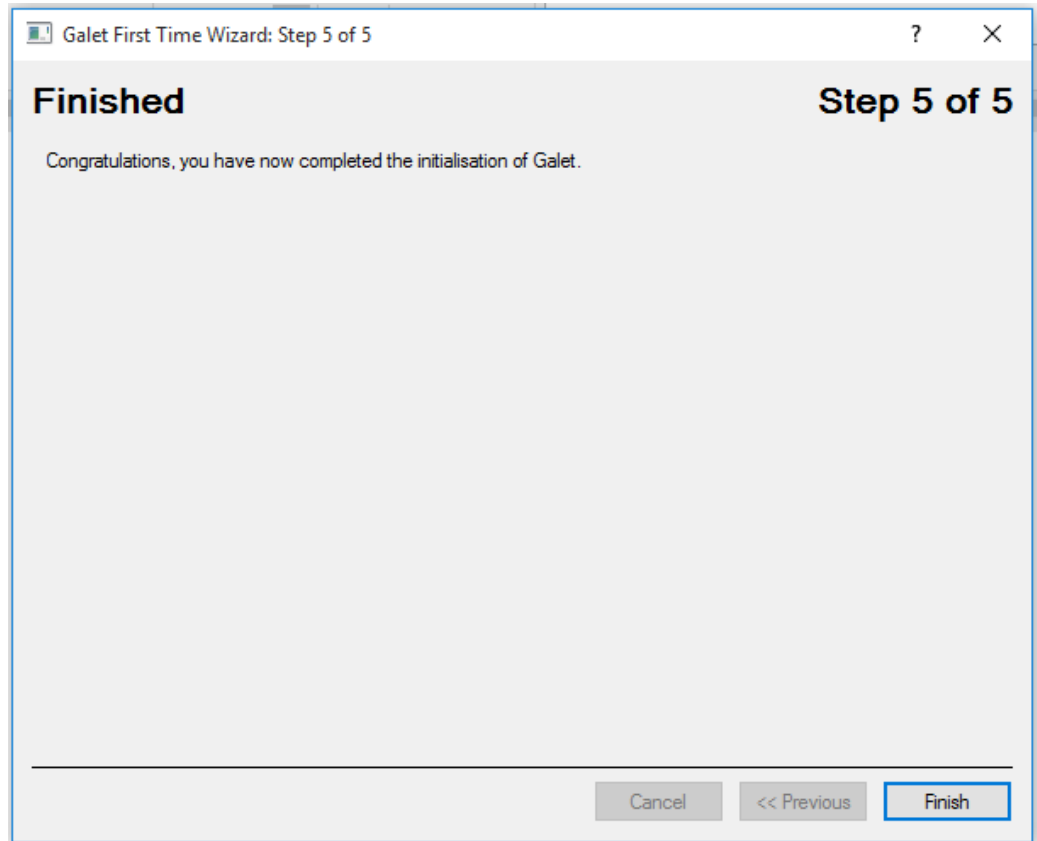 Galet First Time Wizard: Step 5 of 5 ?
Finished Step 5 of 5
Congratulations, you have now completed the initialisation of Galet.
Cancel << Previous Finish